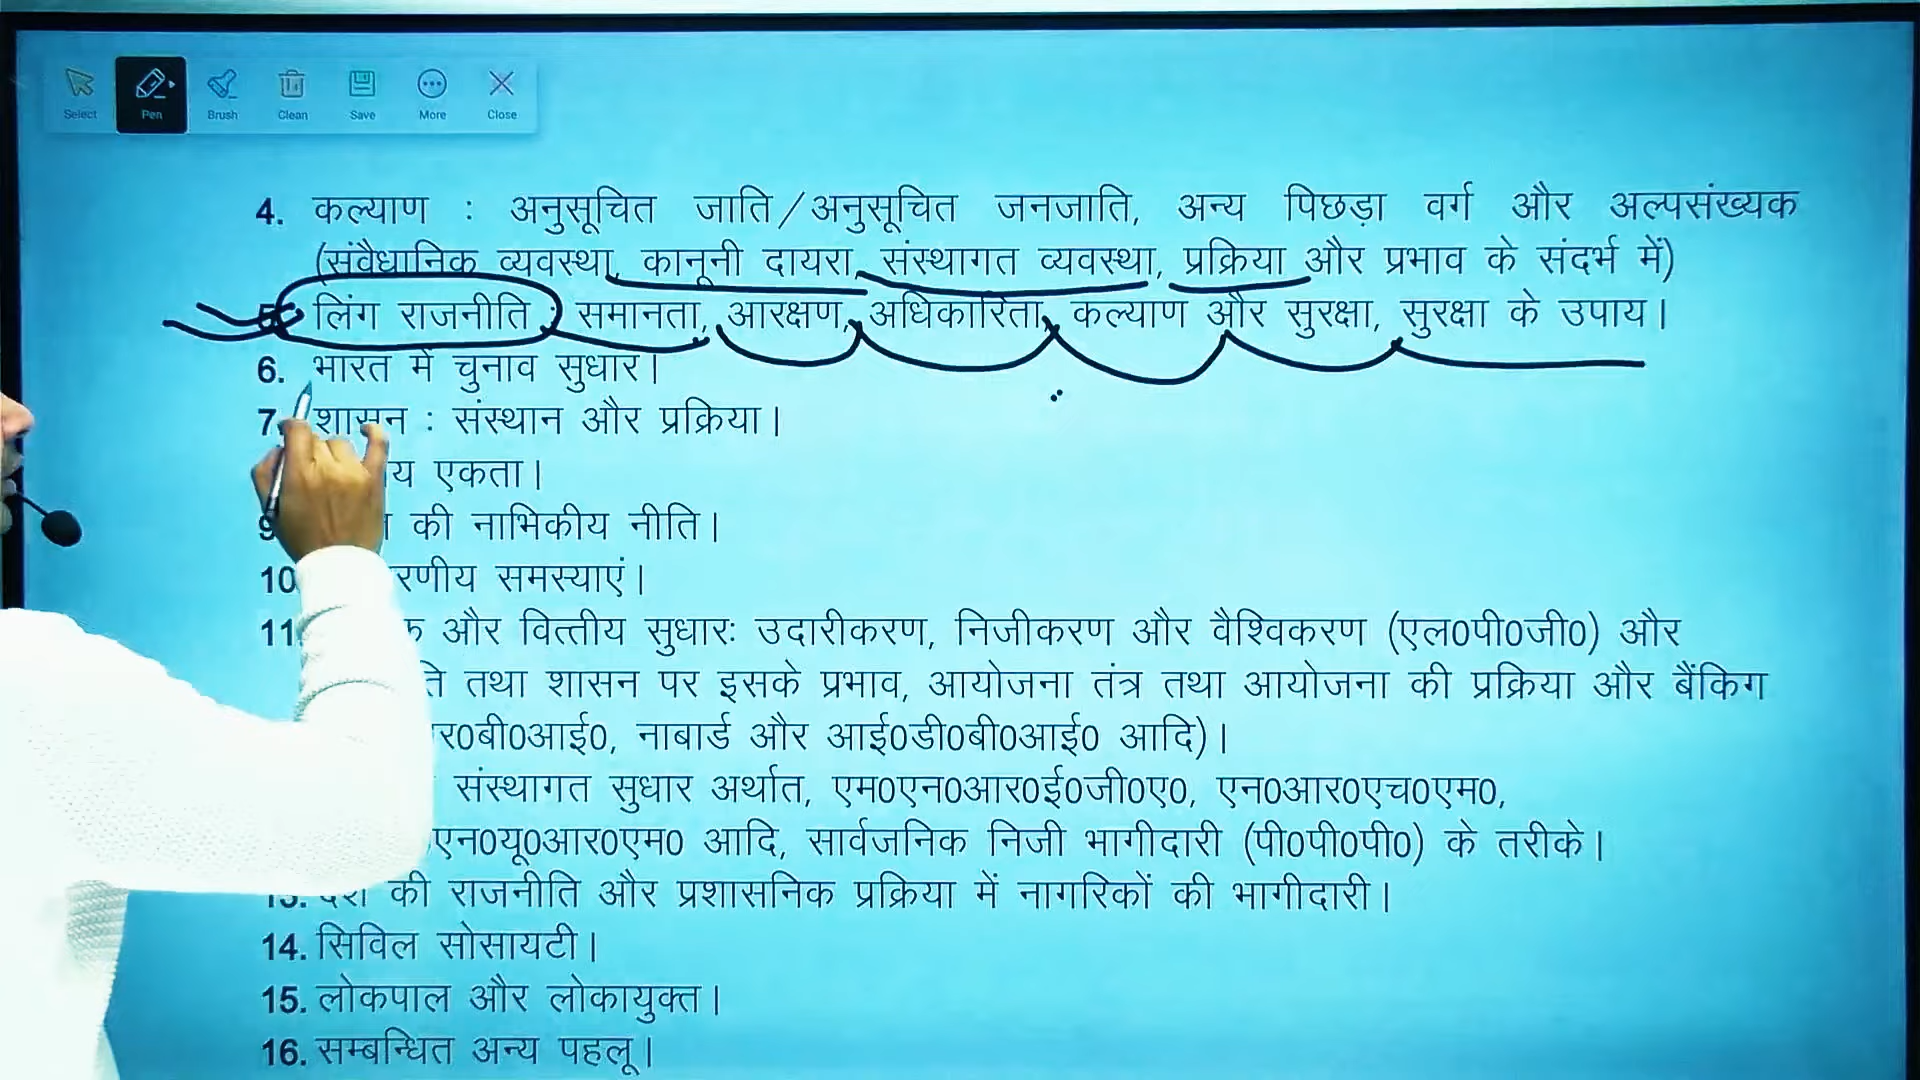 Select Pen Brush Clean Save More Close
4. कल्याण : अनुसूचित जाति/अनुसूचित जनजाति, अन्य पिछड़ा वर्ग और अल्पसंख्यक
(संवैधानिक व्यवस्था, कानूनी दायरा, संस्थागत व्यवस्था, प्रक्रिया और प्रभाव के संदर्भ में)
5. लिंग राजनीति : समानता, आरक्षण, अधिकारिता, कल्याण और सुरक्षा, सुरक्षा के उपाय।
6. भारत में चुनाव सुधार।
7. शासन : संस्थान और प्रक्रिया।
एकता।
9 की नाभिकीय नीति।
10 समस्याएं।
11. और वित्तीय सुधारः उदारीकरण, निजीकरण और वैश्विकरण (एल0पी0जी0) और
तथा शासन पर इसके प्रभाव, आयोजना तंत्र तथा आयोजना की प्रक्रिया और बैंकिग
र0बी0आई0, नाबार्ड और आई0डी0बी0आई0 आदि)।
संस्थागत सुधार अर्थात, एम0एन0आर0ई0जी0ए0, एन0आर0एच0एम0,
एन0यू0आर0एम0 आदि, सार्वजनिक निजी भागीदारी (पी0पी0पी0) के तरीके।
13. देश की राजनीति और प्रशासनिक प्रक्रिया में नागरिकों की भागीदारी।
14. सिविल सोसायटी।
15. लोकपाल और लोकायुक्त।
16. सम्बन्धित अन्य पहलू।